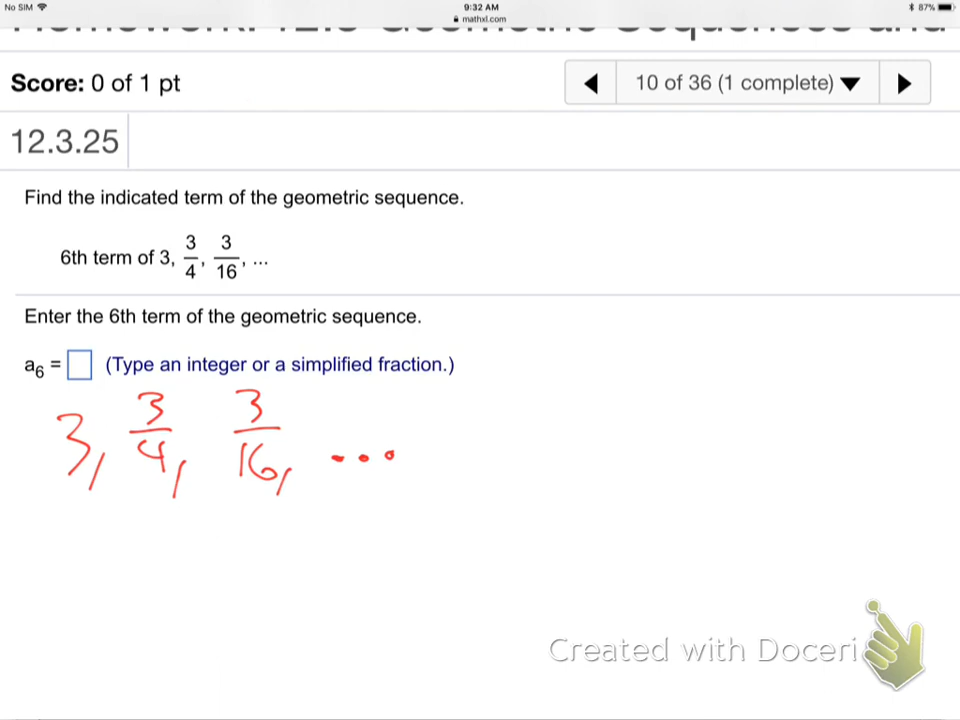 No SIM 9:32 AM 87%
mathxl.com
Score: 0 of 1 pt
10 of 36 (1 complete)
12.3.25
Find the indicated term of the geometric sequence.
6th term of 3, 3/4, 3/16, ...
Enter the 6th term of the geometric sequence.
a6 = (Type an integer or a simplified fraction.)
3, 3/4, 3/16, ...
Created with Doceri